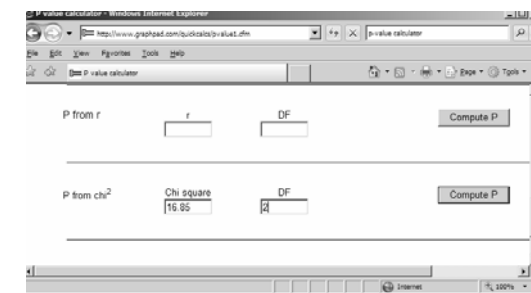 P value calculator - Windows Internet Explorer
http://www.graphpad.com/quickcalcs/pvalue1.cfm
p-value calculator
File Edit View Favorites Tools Help
P value calculator
Page Tools
P from r r DF Compute P
P from chi2 Chi square DF Compute P
16.85 2
Internet 100%